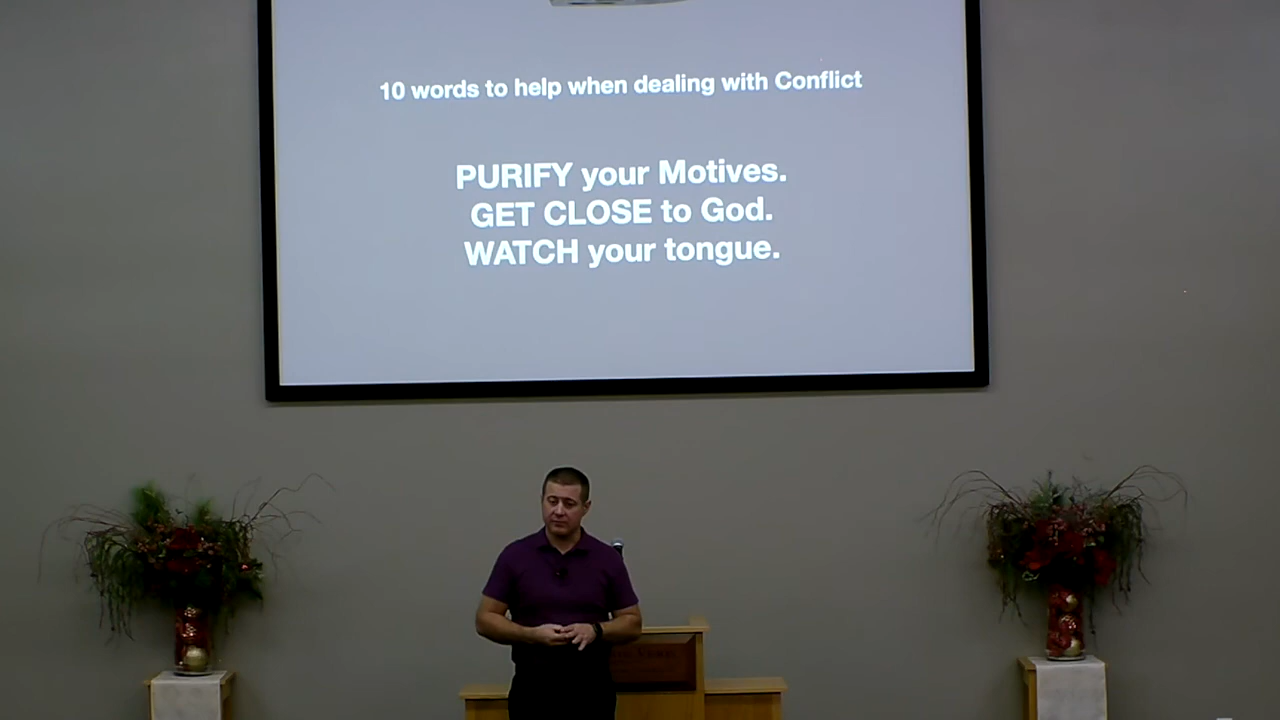 10 words to help when dealing with Conflict
PURIFY your Motives.
GET CLOSE to God.
WATCH your tongue.